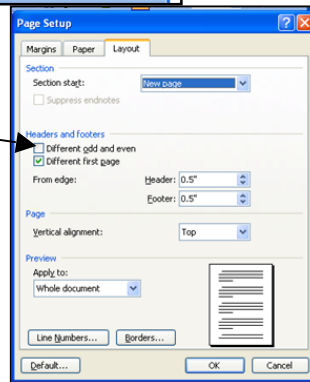 Page Setup
Margins Paper Layout
Section
Section start: New page
Suppress endnotes
Headers and footers
Different odd and even
Different first page
From edge: Header: 0.5"
Footer: 0.5"
Page
Vertical alignment: Top
Preview
Apply to:
Whole document
Line Numbers... Borders...
Default... OK Cancel